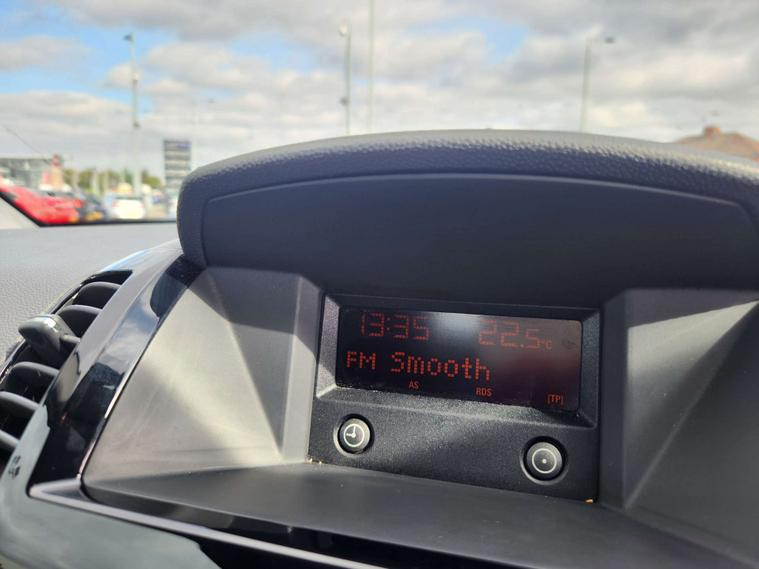 13:35 22.5°C
FM Smooth
AS RDS [TP]